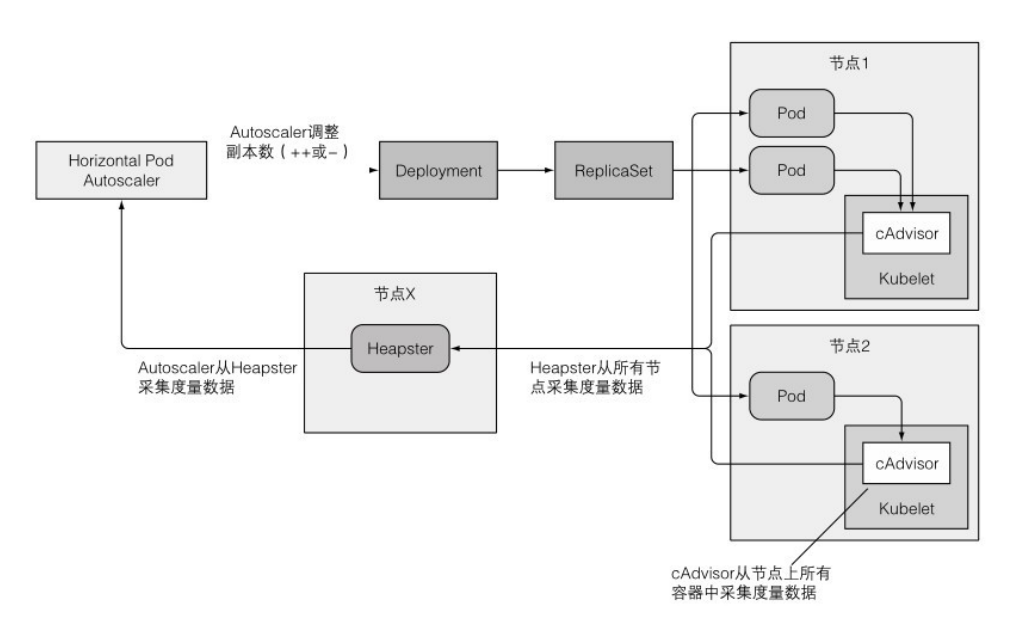 节点1
Pod
Autoscaler调整
副本数（++或-）
Horizontal Pod
Autoscaler
Deployment
ReplicaSet
Pod
cAdvisor
Kubelet
节点X
Heapster
Autoscaler从Heapster
采集度量数据
Heapster从所有节
点采集度量数据
节点2
Pod
cAdvisor
Kubelet
cAdvisor从节点上所有
容器中采集度量数据